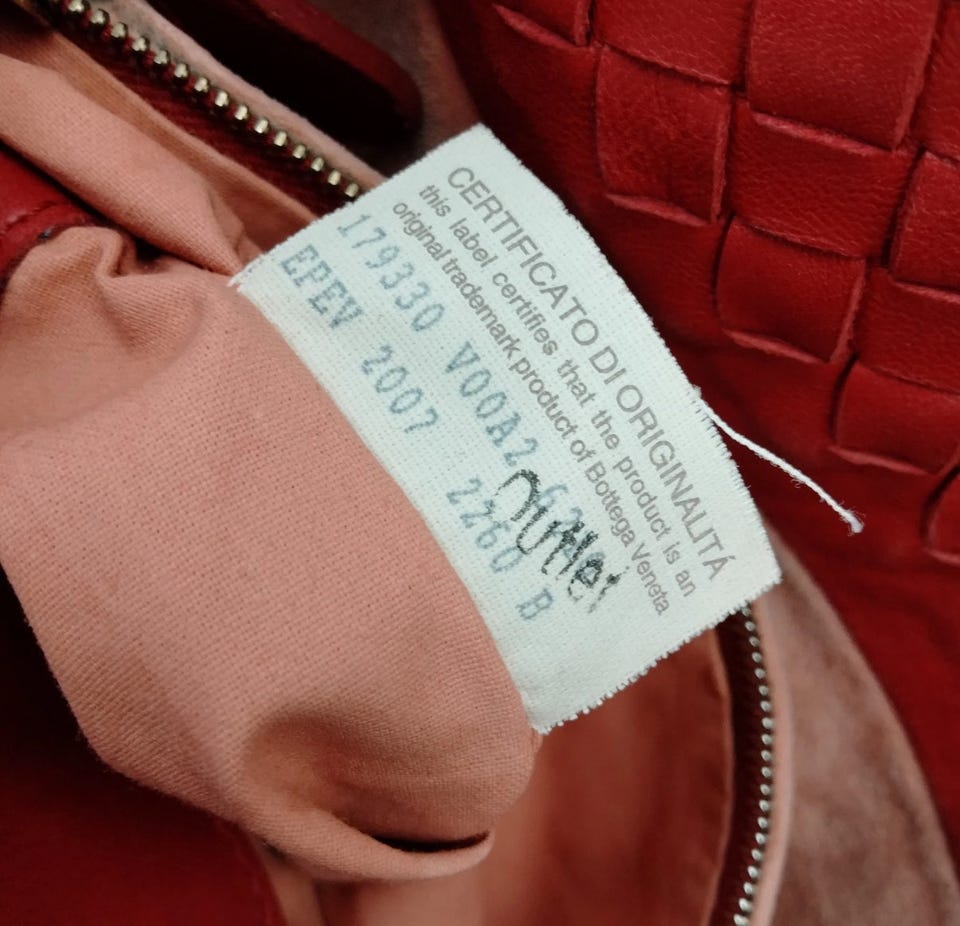 CERTIFICATO DI ORIGINALITÁ
this label certifies that the product is an
original trademark product of Bottega Veneta
179330 V00A2
EPEV 2007 2260 B
Outlet